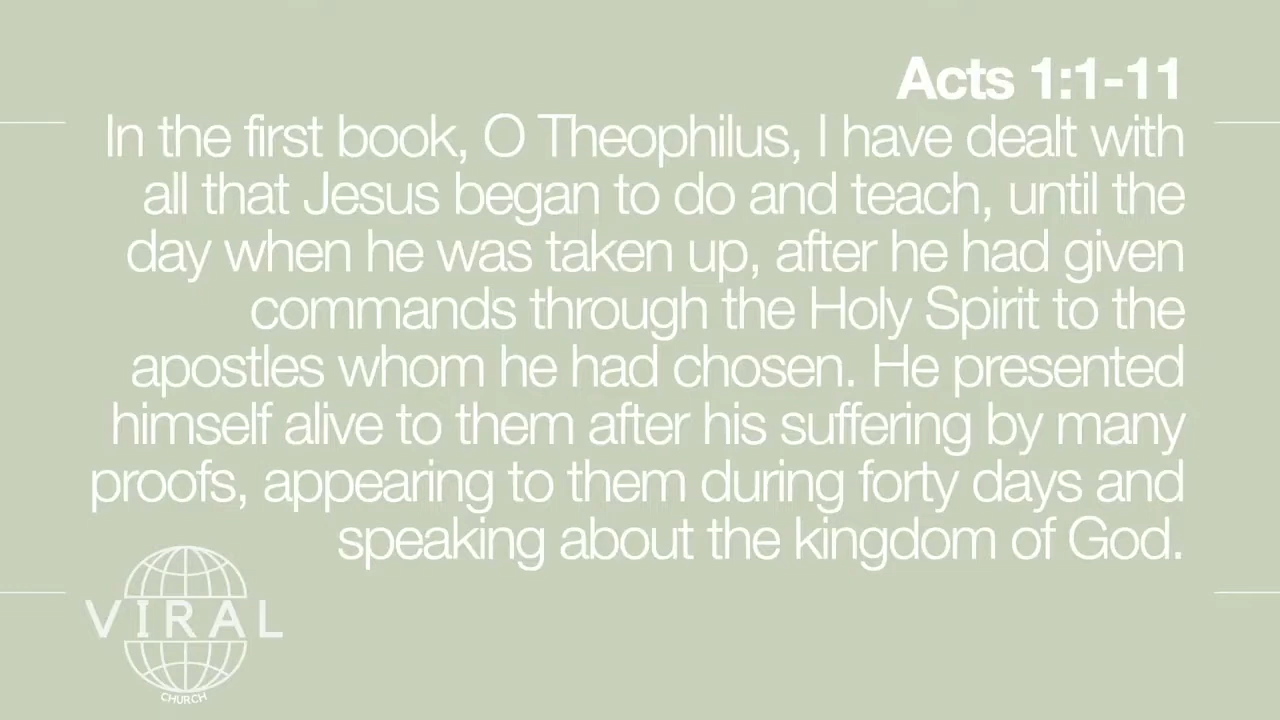 Acts 1:1-11
In the first book, O Theophilus, I have dealt with
all that Jesus began to do and teach, until the
day when he was taken up, after he had given
commands through the Holy Spirit to the
apostles whom he had chosen. He presented
himself alive to them after his suffering by many
proofs, appearing to them during forty days and
speaking about the kingdom of God.
VIRAL
CHURCH